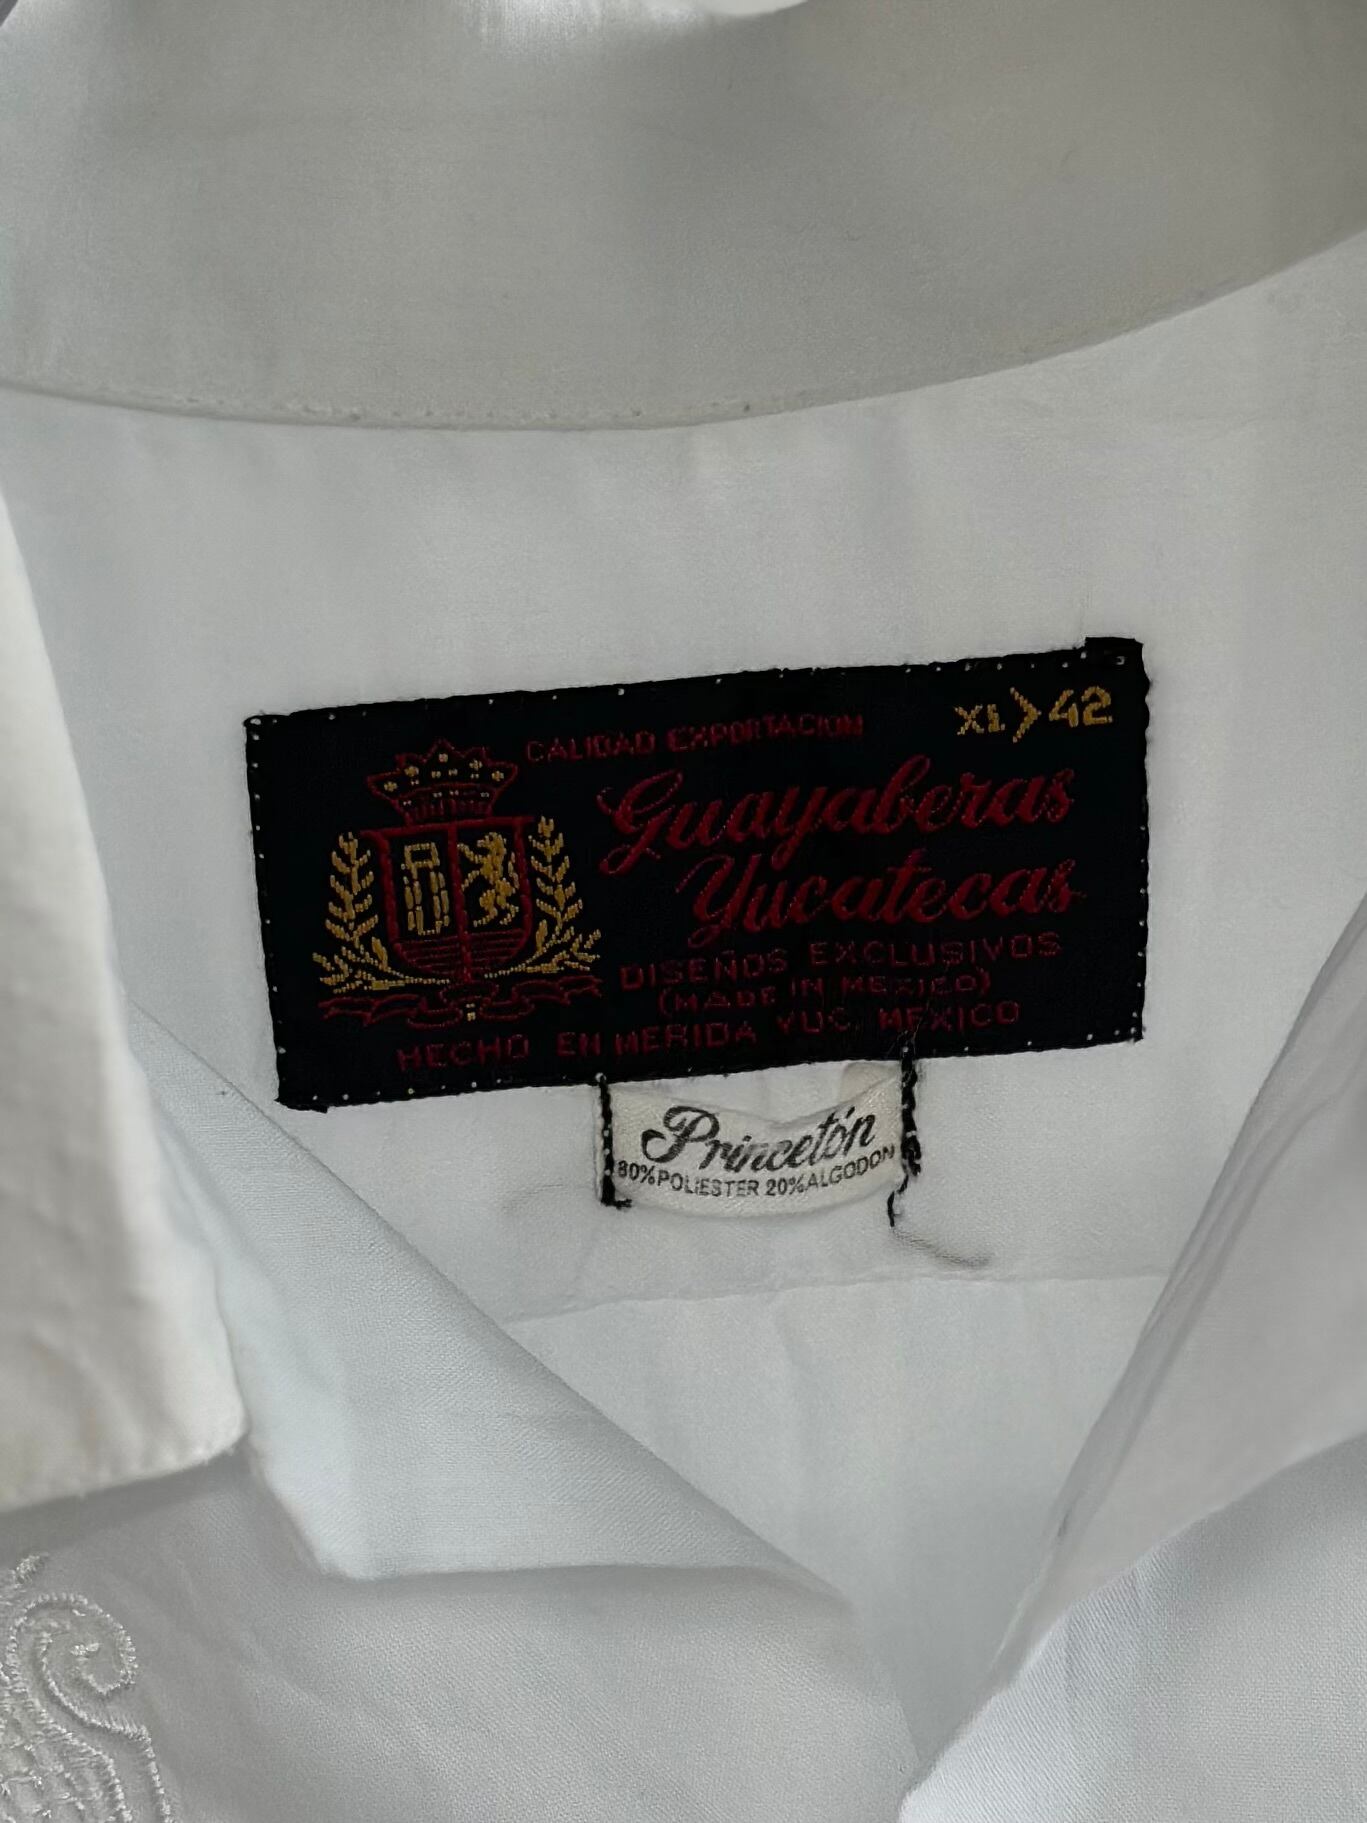 XL>42
CALIDAD EXPORTACION
Guayaberas
Yucatecas
DISEÑOS EXCLUSIVOS
(MADE IN MEXICO)
HECHO EN MERIDA YUC. MEXICO
Princetón
80%POLIESTER 20%ALGODON